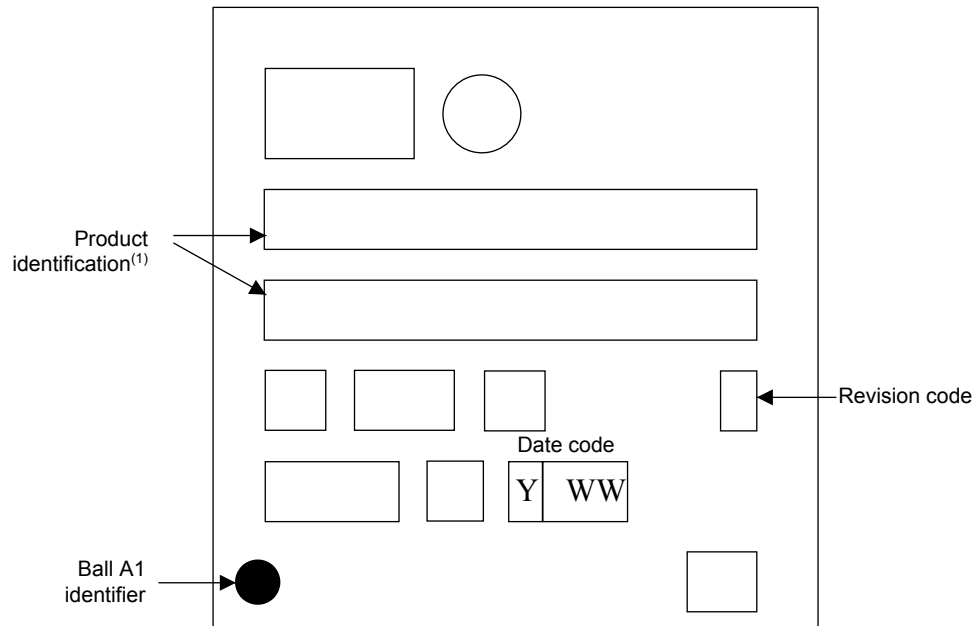 Product
identification(1)
Revision code
Date code
Y WW
Ball A1
identifier